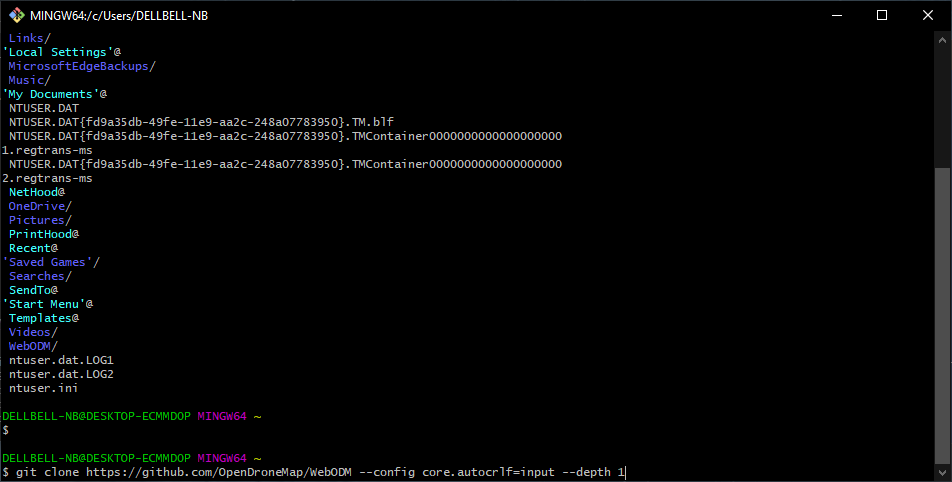 MINGW64:/c/Users/DELLBELL-NB
Links/
'Local Settings'@
MicrosoftEdgeBackups/
Music/
'My Documents'@
NTUSER.DAT
NTUSER.DAT{fd9a35db-49fe-11e9-aa2c-248a07783950}.TM.blf
NTUSER.DAT{fd9a35db-49fe-11e9-aa2c-248a07783950}.TMContainer0000000000000000000
1.regtrans-ms
NTUSER.DAT{fd9a35db-49fe-11e9-aa2c-248a07783950}.TMContainer0000000000000000000
2.regtrans-ms
NetHood@
OneDrive/
Pictures/
PrintHood@
Recent@
'Saved Games'/
Searches/
SendTo@
'Start Menu'@
Templates@
Videos/
WebODM/
ntuser.dat.LOG1
ntuser.dat.LOG2
ntuser.ini
DELLBELL-NB@DESKTOP-ECMMDOP MINGW64 ~
$
DELLBELL-NB@DESKTOP-ECMMDOP MINGW64 ~
$ git clone https://github.com/OpenDroneMap/WebODM --config core.autocrlf=input --depth 1